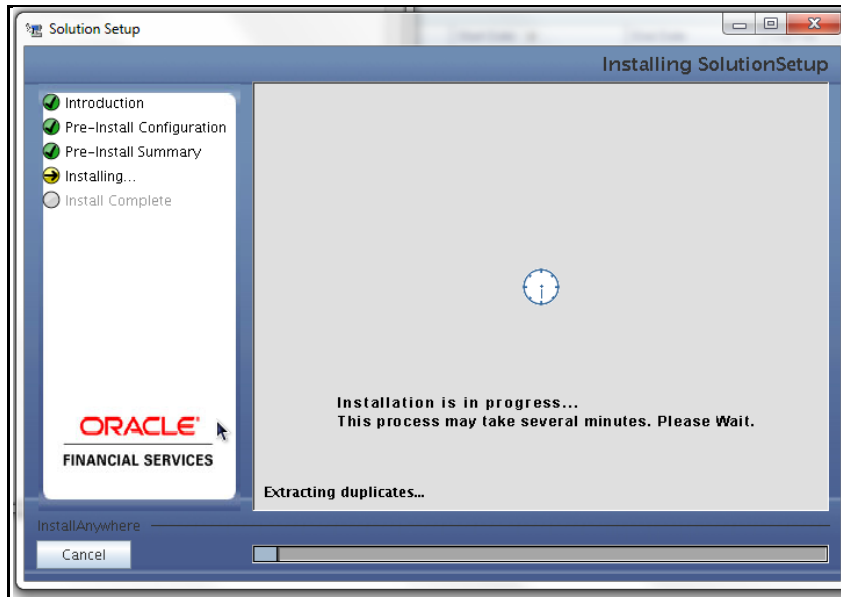 Solution Setup
Installing SolutionSetup
Introduction
Pre-Install Configuration
Pre-Install Summary
Installing...
Install Complete
Installation is in progress...
This process may take several minutes. Please Wait.
ORACLE
FINANCIAL SERVICES
Extracting duplicates...
InstallAnywhere
Cancel